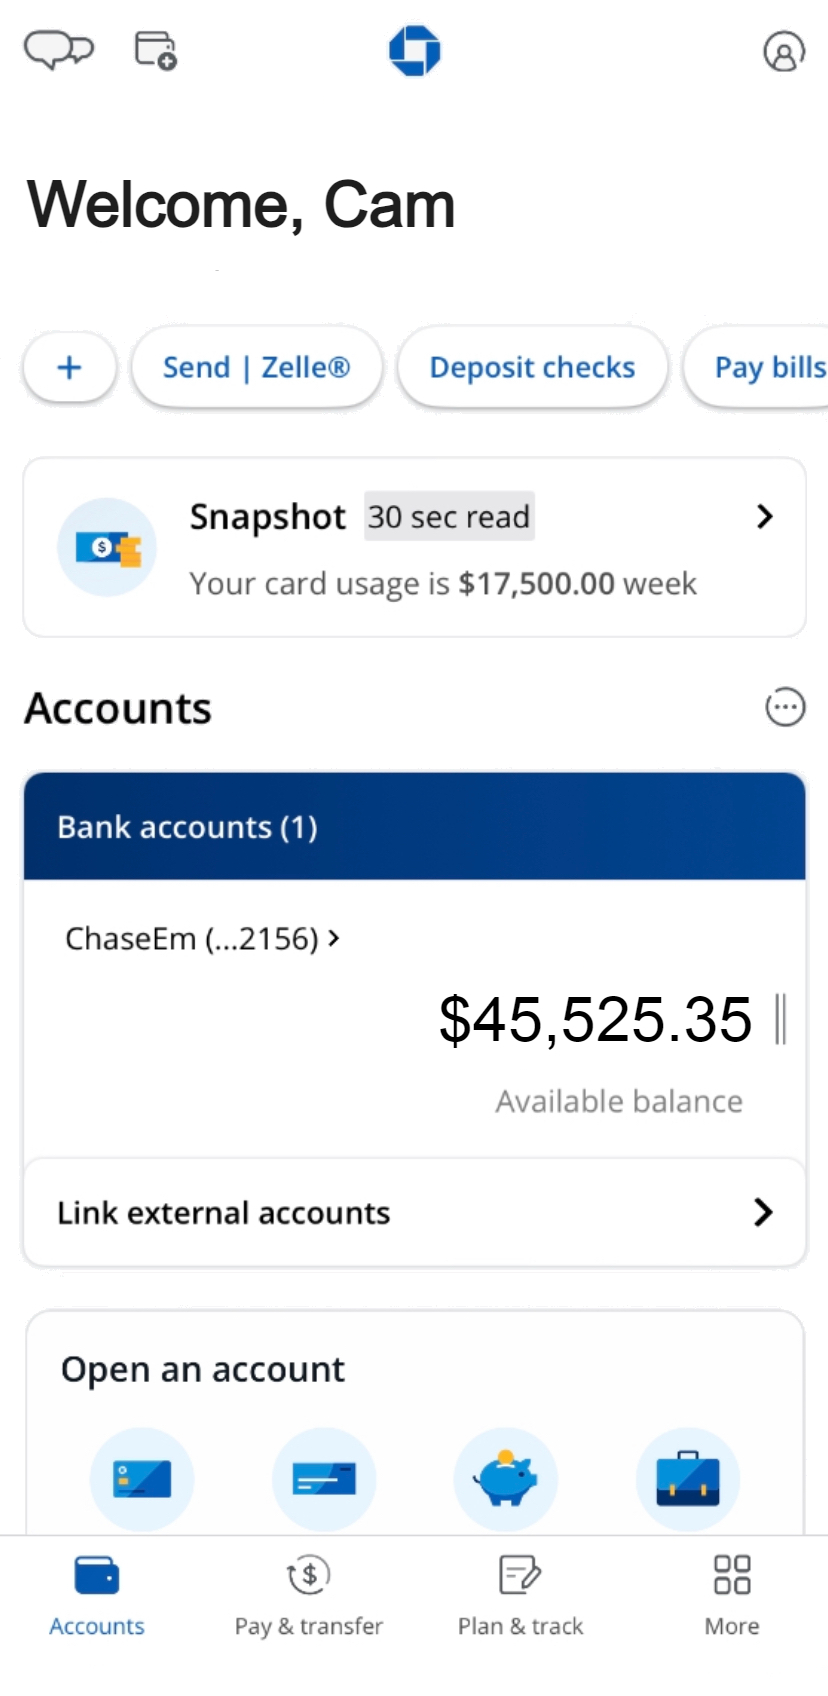 Welcome, Cam
+
Send | Zelle®
Deposit checks
Pay bills
Snapshot 30 sec read
Your card usage is $17,500.00 week
Accounts
Bank accounts (1)
ChaseEm (...2156)
$45,525.35
Available balance
Link external accounts
Open an account
Accounts
Pay & transfer
Plan & track
More